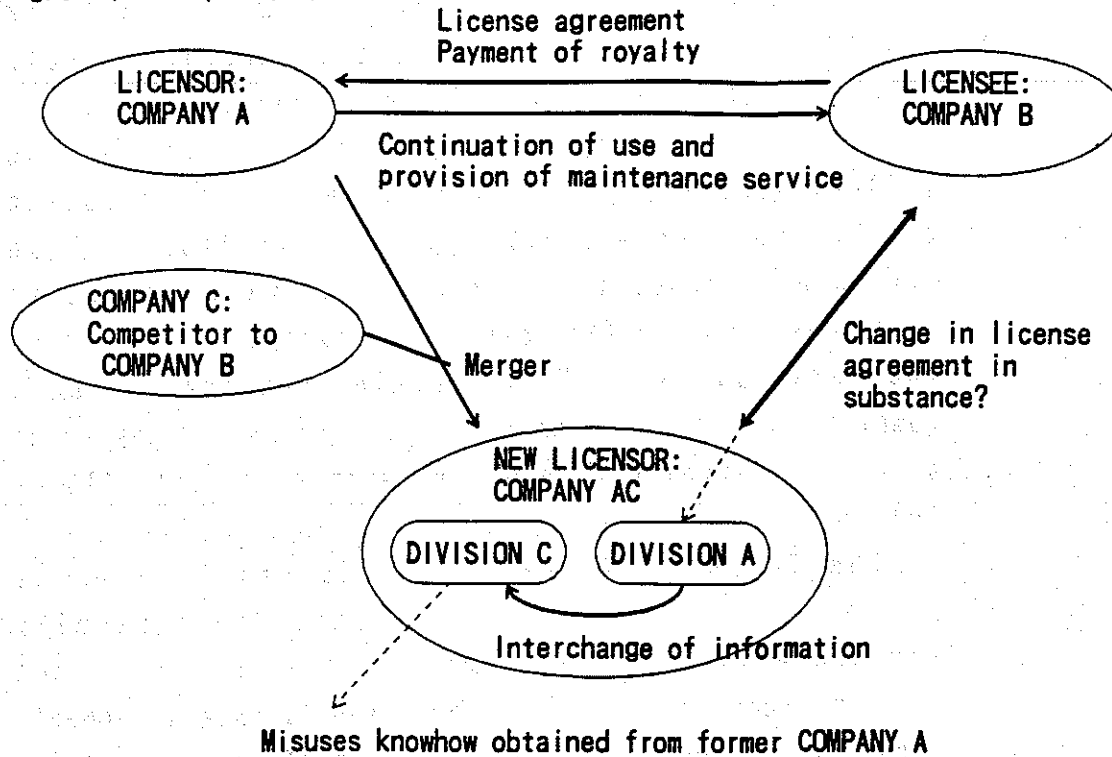 License agreement
Payment of royalty
LICENSOR:
COMPANY A
LICENSEE:
COMPANY B
Continuation of use and
provision of maintenance service
COMPANY C:
Competitor to
COMPANY B
Merger
Change in license
agreement in
substance?
NEW LICENSOR:
COMPANY AC
DIVISION C
DIVISION A
Interchange of information
Misuses knowhow obtained from former COMPANY A